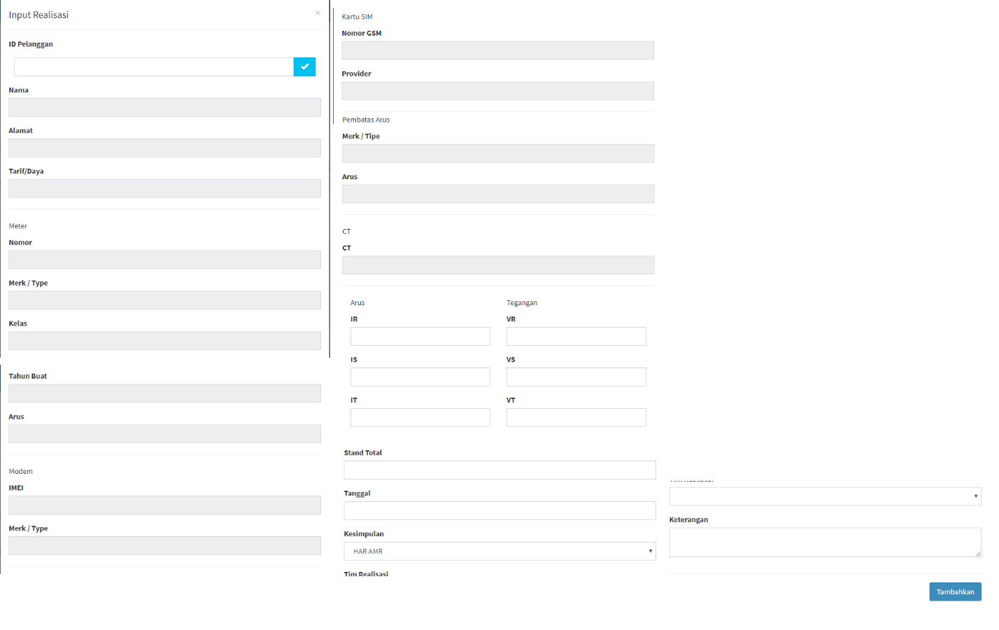 Input Realisasi
×
ID Pelanggan
Nama
Alamat
Tarif/Daya
Meter
Nomor
Merk / Type
Kelas
Tahun Buat
Arus
Modem
IMEI
Merk / Type
Kartu SIM
Nomor GSM
Provider
Pembatas Arus
Merk / Tipe
Arus
CT
CT
Arus
Tegangan
IR
VR
IS
VS
IT
VT
Stand Total
Tanggal
Kesimpulan
HAR AMR
Tim Realisasi
Tim Realisasi
Keterangan
Tambahkan